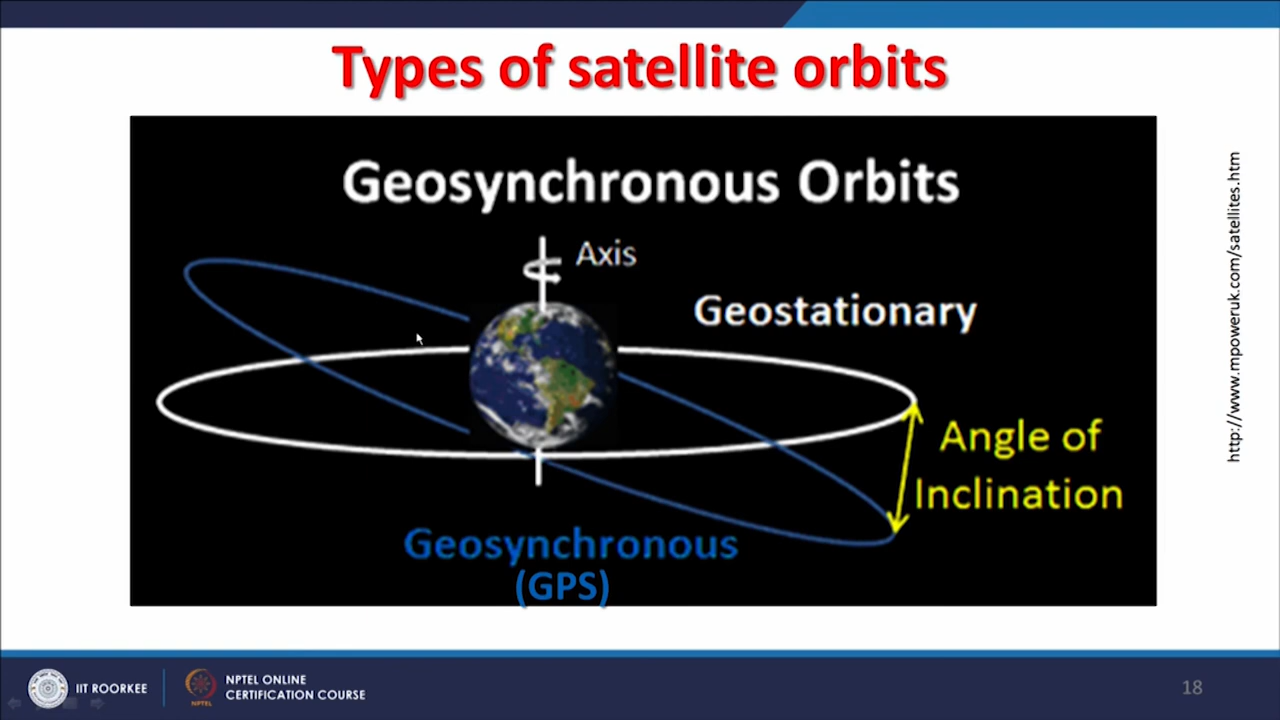 Types of satellite orbits
Geosynchronous Orbits
Axis
Geostationary
Angle of
Inclination
Geosynchronous
(GPS)
http://www.mpoweruk.com/satellites.htm
IIT ROORKEE
NPTEL
NPTEL ONLINE
CERTIFICATION COURSE
18